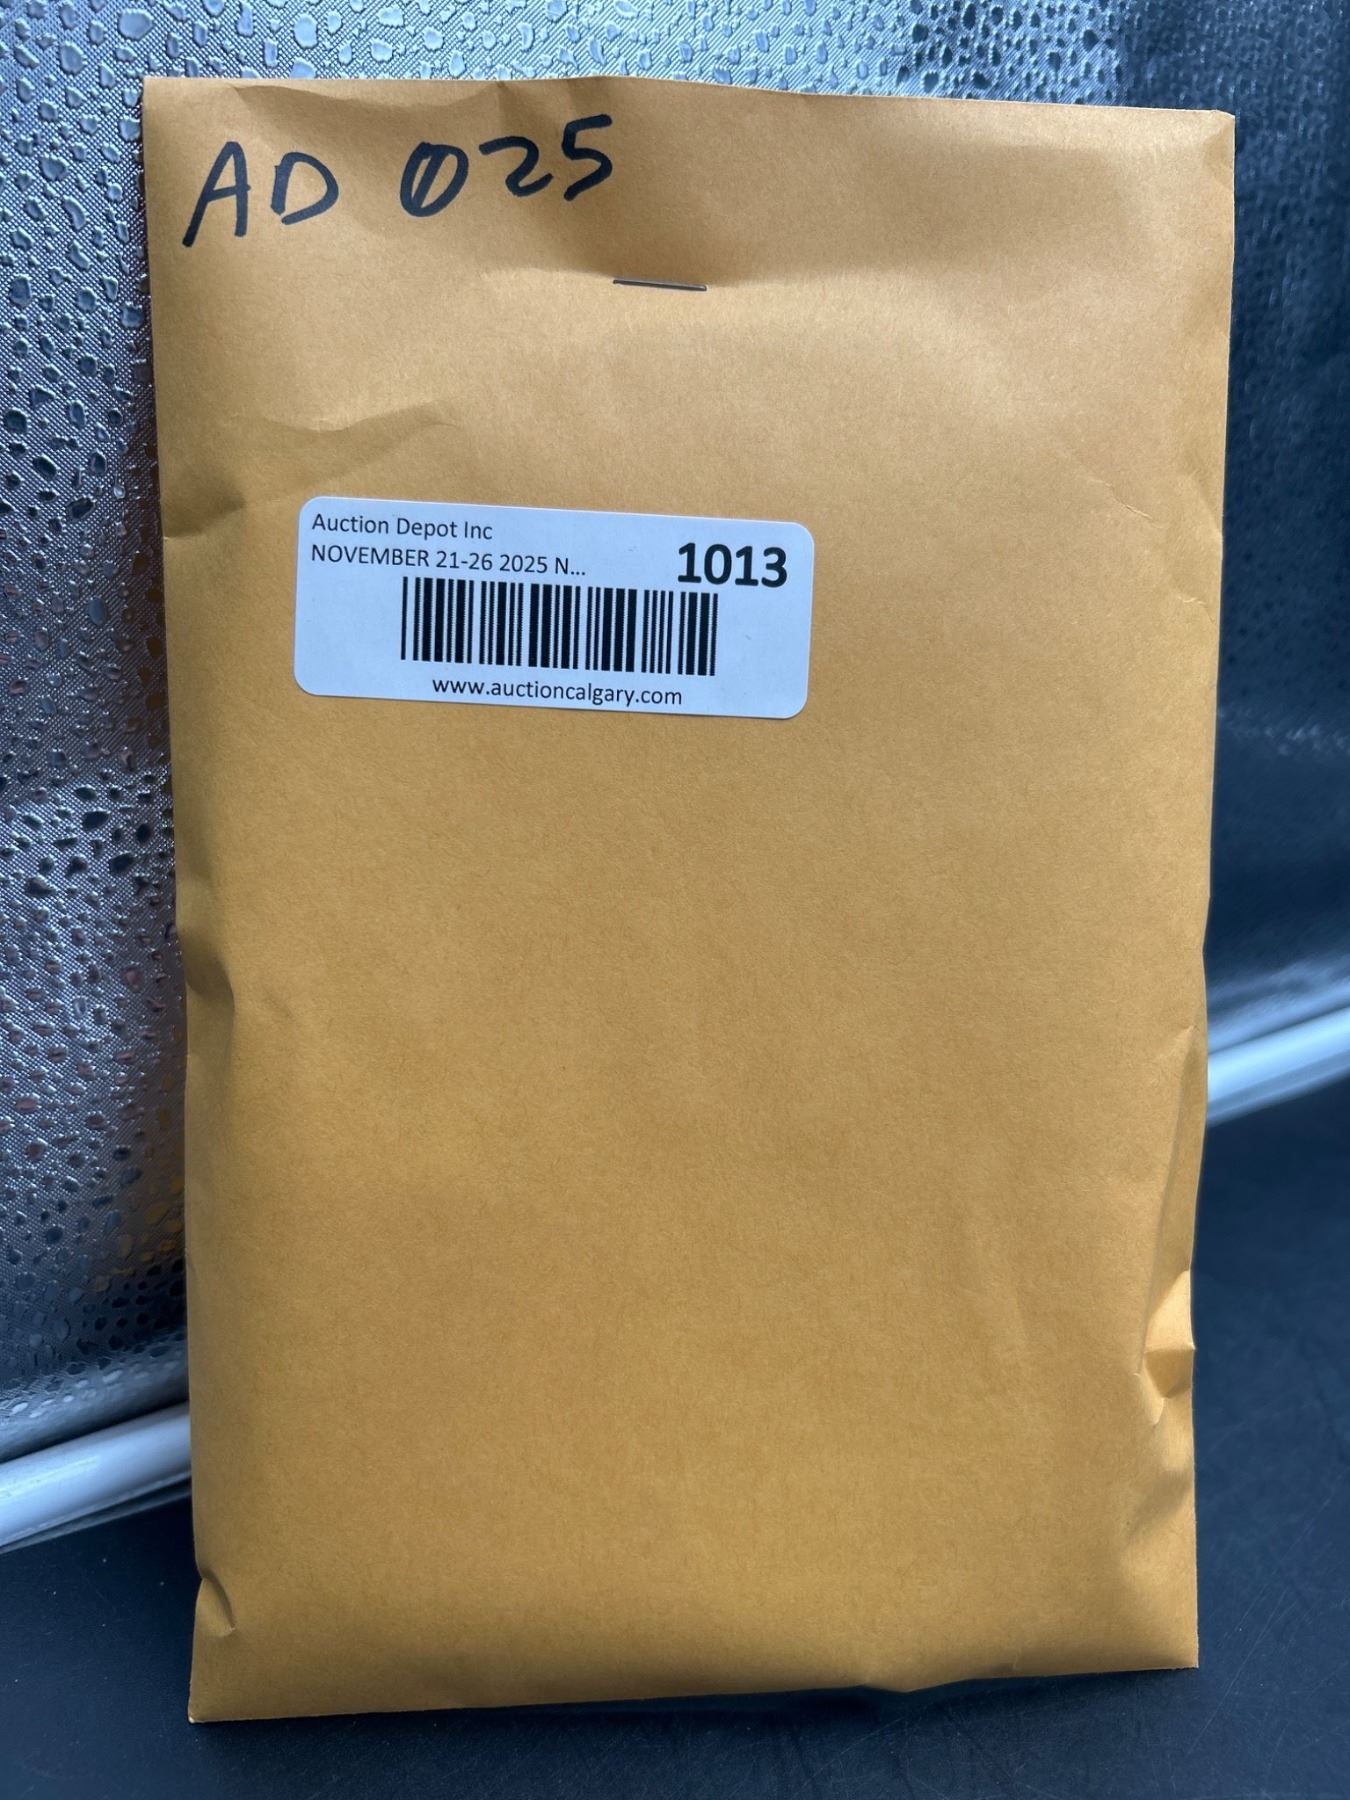 AD 025
Auction Depot Inc
NOVEMBER 21-26 2025 N...
1013
www.auctioncalgary.com